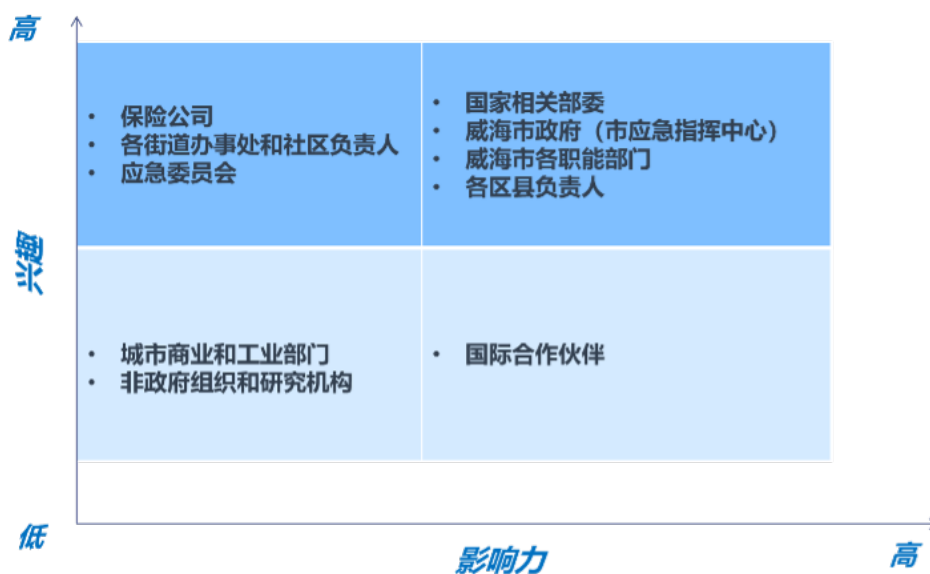 高
• 保险公司
• 各街道办事处和社区负责人
• 应急委员会
• 国家相关部委
• 威海市政府（市应急指挥中心）
• 威海市各职能部门
• 各区县负责人
兴趣
• 城市商业和工业部门
• 非政府组织和研究机构
• 国际合作伙伴
低
影响力
高